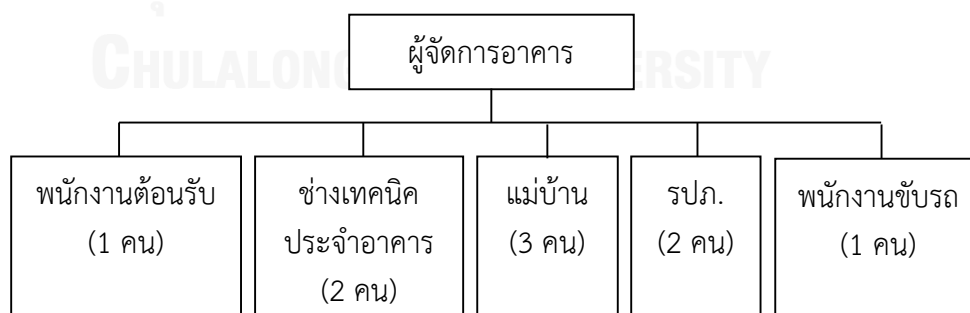 ผู้จัดการอาคาร
พนักงานต้อนรับ
(1 คน)
ช่างเทคนิค
ประจำอาคาร
(2 คน)
แม่บ้าน
(3 คน)
รปภ.
(2 คน)
พนักงานขับรถ
(1 คน)
CHULALONG
ERSITY